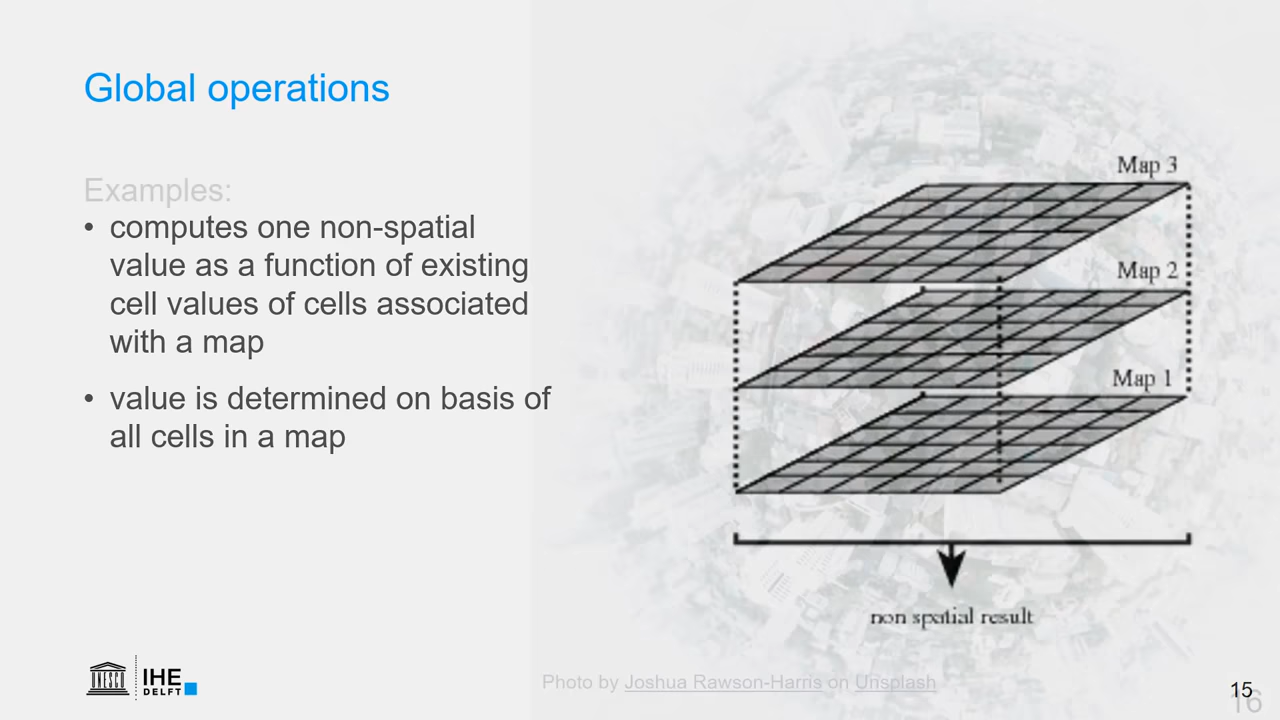 Global operations
Examples:
• computes one non-spatial
value as a function of existing
cell values of cells associated
with a map
• value is determined on basis of
all cells in a map
Map 3
Map 2
Map 1
non spatial result
UNESCO
IHE
DELFT
Photo by Joshua Rawson-Harris on Unsplash
15
16